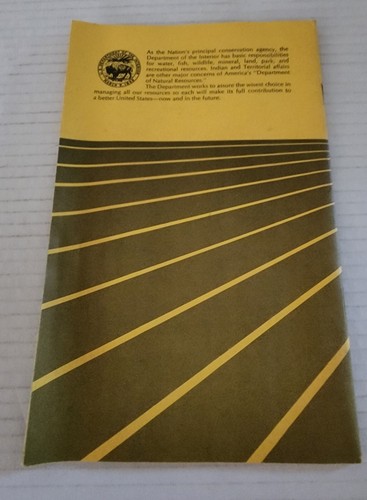 As the Nation's principal conservation agency, the
Department of the Interior has basic responsibilities
for water, fish, wildlife, mineral, land, park, and
recreational resources. Indian and Territorial affairs
are other major concerns of America's "Department
of Natural Resources."
The Department works to assure the wisest choice in
managing all our resources so each will make its full contribution to
a better United States—now and in the future.